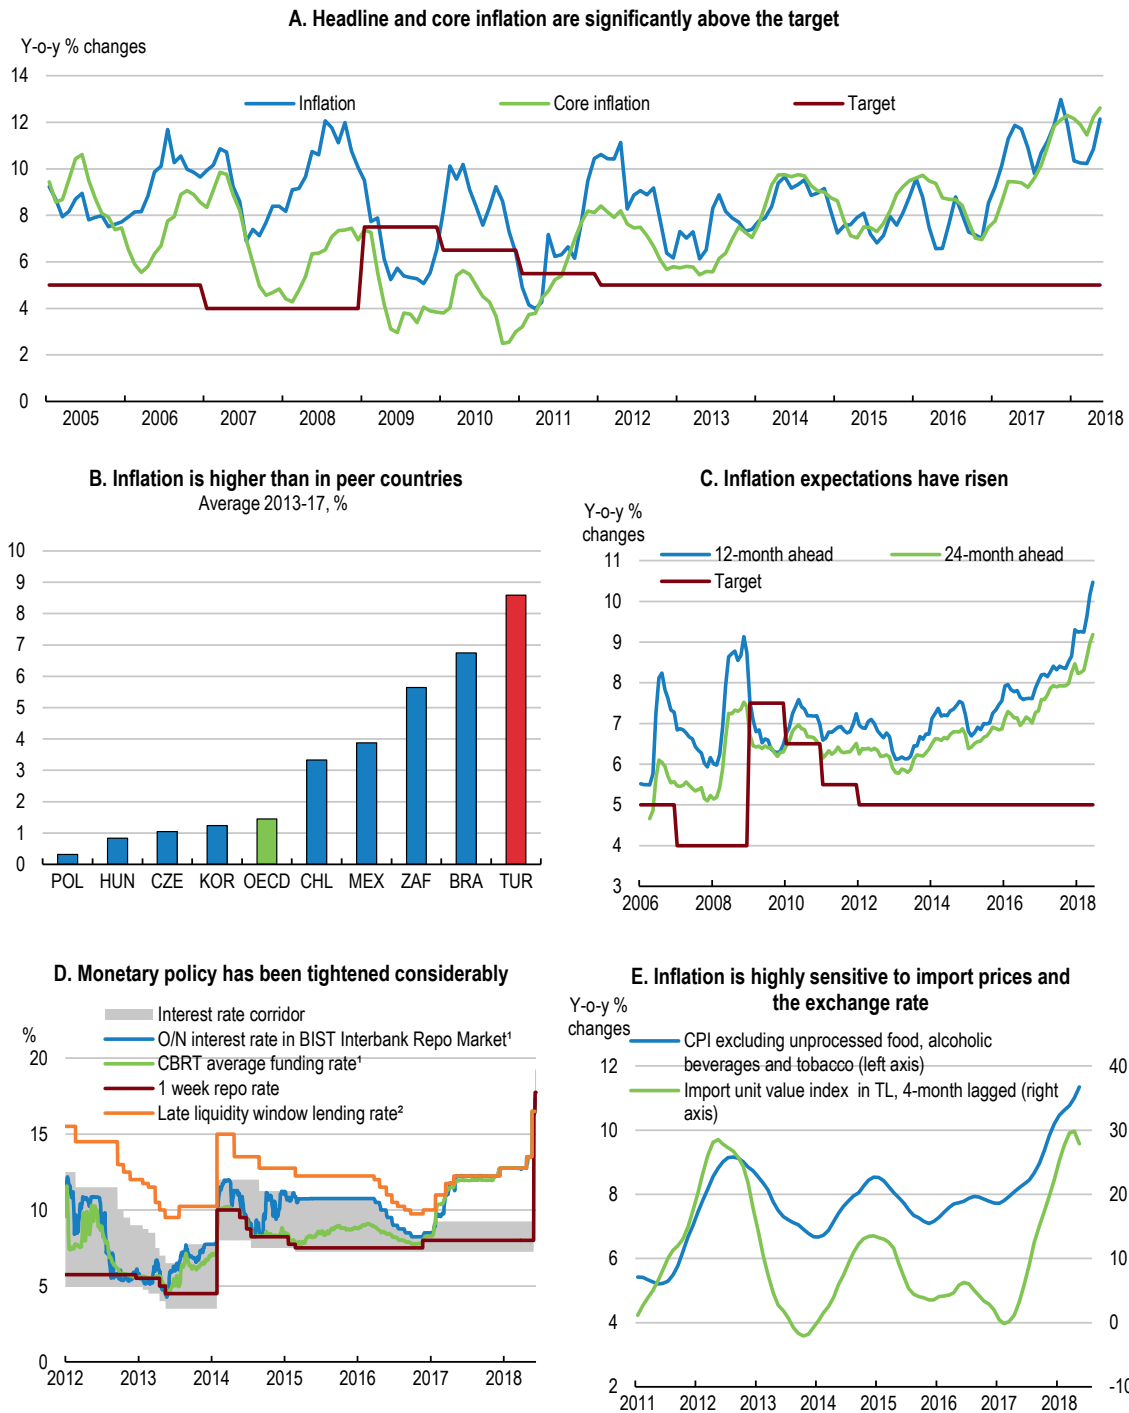 A. Headline and core inflation are significantly above the target
Y-o-y % changes
14
12
10
8
6
4
2
0
Inflation
Core inflation
Target
2005 2006 2007 2008 2009 2010 2011 2012 2013 2014 2015 2016 2017 2018
B. Inflation is higher than in peer countries
Average 2013-17, %
10
9
8
7
6
5
4
3
2
1
0
POL HUN CZE KOR OECD CHL MEX ZAF BRA TUR
C. Inflation expectations have risen
Y-o-y %
changes
12-month ahead
24-month ahead
Target
11
10
9
8
7
6
5
4
3
2006 2008 2010 2012 2014 2016 2018
D. Monetary policy has been tightened considerably
%
Interest rate corridor
O/N interest rate in BIST Interbank Repo Market¹
CBRT average funding rate¹
1 week repo rate
Late liquidity window lending rate²
20
15
10
5
0
2012 2013 2014 2015 2016 2017 2018
E. Inflation is highly sensitive to import prices and
the exchange rate
Y-o-y %
changes
CPI excluding unprocessed food, alcoholic
beverages and tobacco (left axis)
Import unit value index in TL, 4-month lagged (right
axis)
12
10
8
6
4
2
40
30
20
10
0
-10
2011 2012 2013 2014 2015 2016 2017 2018